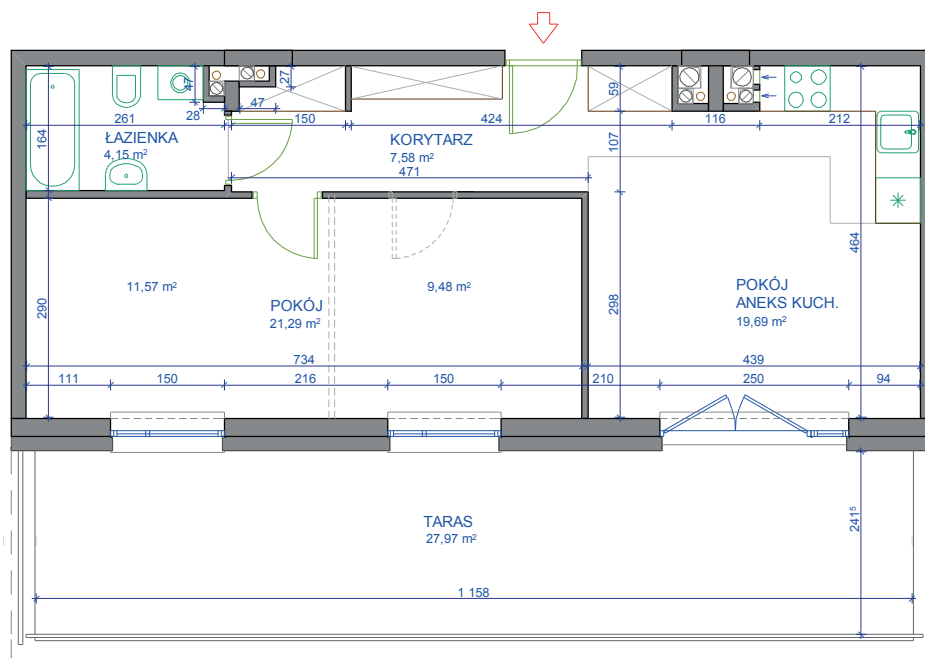 47
27
59
47
28
261
150
424
116
212
ŁAZIENKA
4,15 m²
164
KORYTARZ
7,58 m²
471
107
464
11,57 m²
9,48 m²
POKÓJ
21,29 m²
290
298
POKÓJ
ANEKS KUCH.
19,69 m²
734
439
111
150
216
150
210
250
94
TARAS
27,97 m²
241⁵
1 158